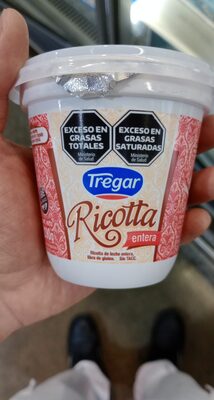 EXCESO EN
GRASAS
TOTALES
Ministerio
de Salud
EXCESO EN
GRASAS
SATURADAS
Ministerio
de Salud
Tregar
Ricotta
entera
Ricotta de leche entera,
libre de gluten. Sin TACC.